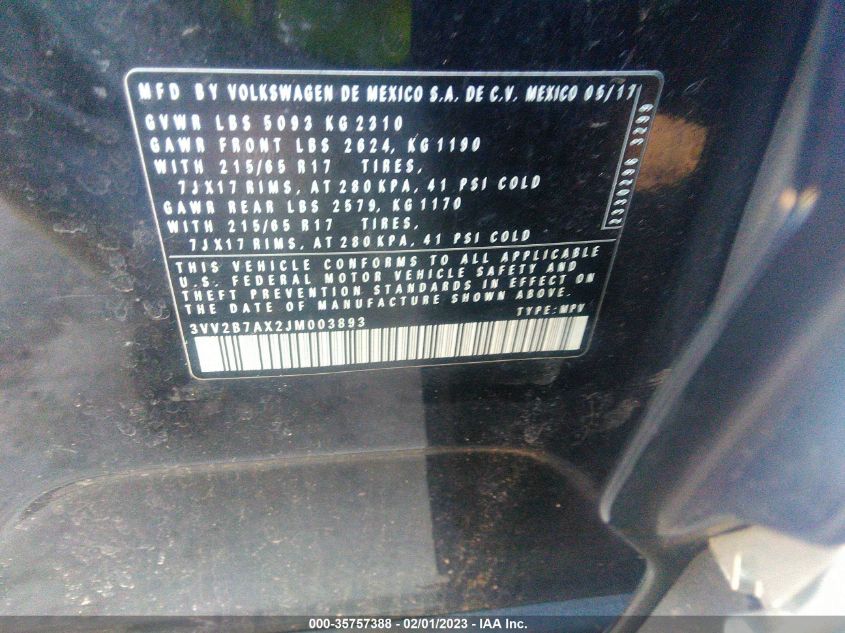 MFD BY VOLKSWAGEN DE MEXICO S.A. DE C.V. MEXICO 05/17
GVWR LBS 5093 KG 2310
GAWR FRONT LBS 2624, KG 1190
WITH 215/65 R17 TIRES,
7JX17 RIMS, AT 280 KPA, 41 PSI COLD
GAWR REAR LBS 2579, KG 1170
WITH 215/65 R17 TIRES,
7JX17 RIMS, AT 280 KPA, 41 PSI COLD
THIS VEHICLE CONFORMS TO ALL APPLICABLE
U.S. FEDERAL MOTOR VEHICLE SAFETY AND
THEFT PREVENTION STANDARDS IN EFFECT ON
THE DATE OF MANUFACTURE SHOWN ABOVE.
3VV2B7AX2JM003893 TYPE: MPV
000-35757388 - 02/01/2023 - IAA Inc.